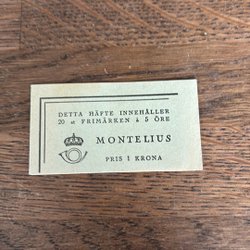 DETTA HÄFTE INNEHÅLLER
20 st FRIMÄRKEN à 5 ÖRE
MONTELIUS
PRIS 1 KRONA